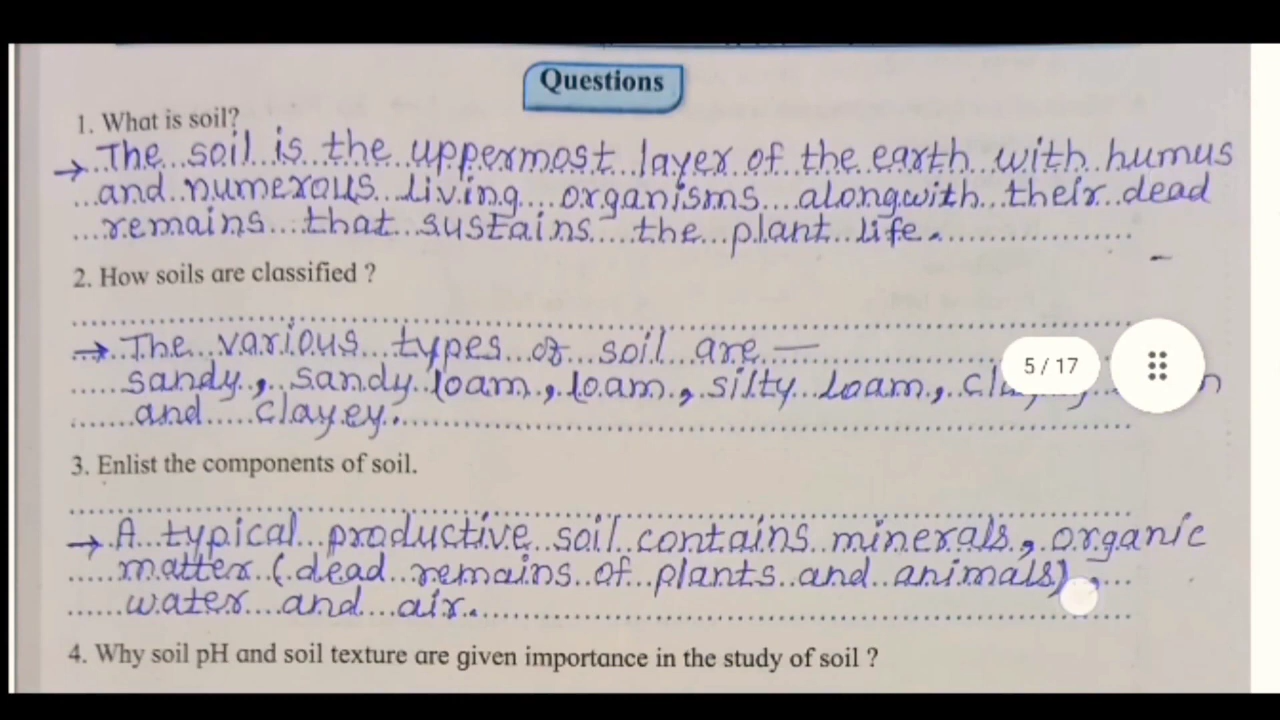 Questions
1. What is soil?
→ The soil is the uppermost layer of the earth with humus
and numerous living organisms alongwith their dead
remains that sustains the plant life.
2. How soils are classified ?
→ The various types of soil are —
sandy, sandy loam, loam, silty loam,
and clayey.
5 / 17
3. Enlist the components of soil.
→ A typical productive soil contains minerals, organic
matter (dead remains of plants and animals),
water and air.
4. Why soil pH and soil texture are given importance in the study of soil ?